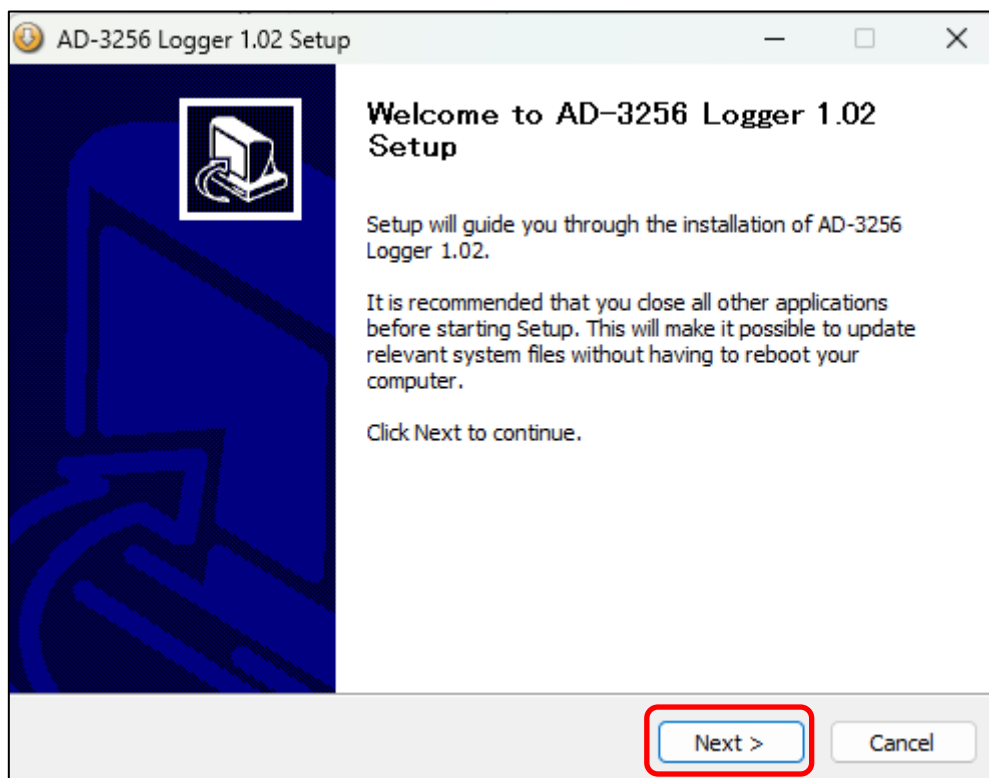 AD-3256 Logger 1.02 Setup
Welcome to AD-3256 Logger 1.02
Setup
Setup will guide you through the installation of AD-3256
Logger 1.02.
It is recommended that you close all other applications
before starting Setup. This will make it possible to update
relevant system files without having to reboot your
computer.
Click Next to continue.
Next >
Cancel